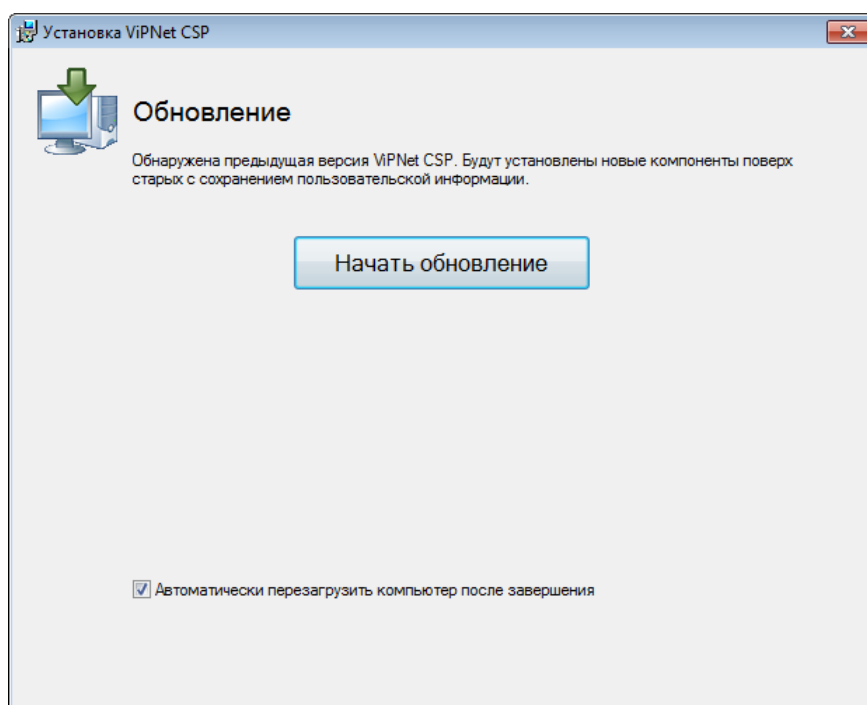 Установка ViPNet CSP
Обновление
Обнаружена предыдущая версия ViPNet CSP. Будут установлены новые компоненты поверх
старых с сохранением пользовательской информации.
Начать обновление
Автоматически перезагрузить компьютер после завершения